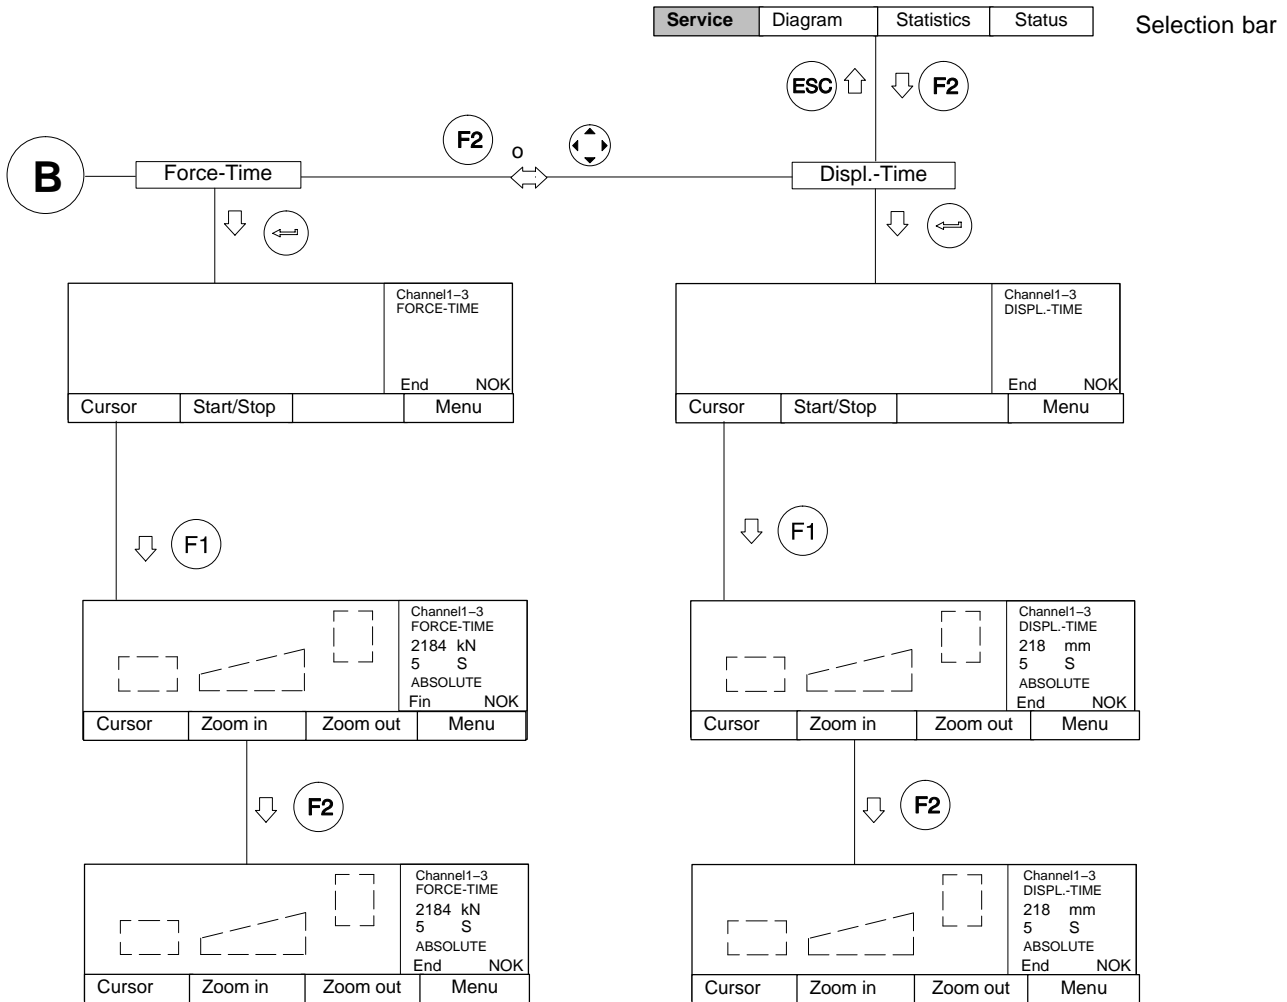 Service Diagram Statistics Status Selection bar
ESC F2
F2 o
B Force-Time Displ.-Time
Channel1–3
FORCE-TIME
End NOK
Cursor Start/Stop Menu
Channel1–3
DISPL.-TIME
End NOK
Cursor Start/Stop Menu
F1
F1
Channel1–3
FORCE-TIME
2184 kN
5 S
ABSOLUTE
Fin NOK
Cursor Zoom in Zoom out Menu
Channel1–3
DISPL.-TIME
218 mm
5 S
ABSOLUTE
End NOK
Cursor Zoom in Zoom out Menu
F2
F2
Channel1–3
FORCE-TIME
2184 kN
5 S
ABSOLUTE
End NOK
Cursor Zoom in Zoom out Menu
Channel1–3
DISPL.-TIME
218 mm
5 S
ABSOLUTE
End NOK
Cursor Zoom in Zoom out Menu